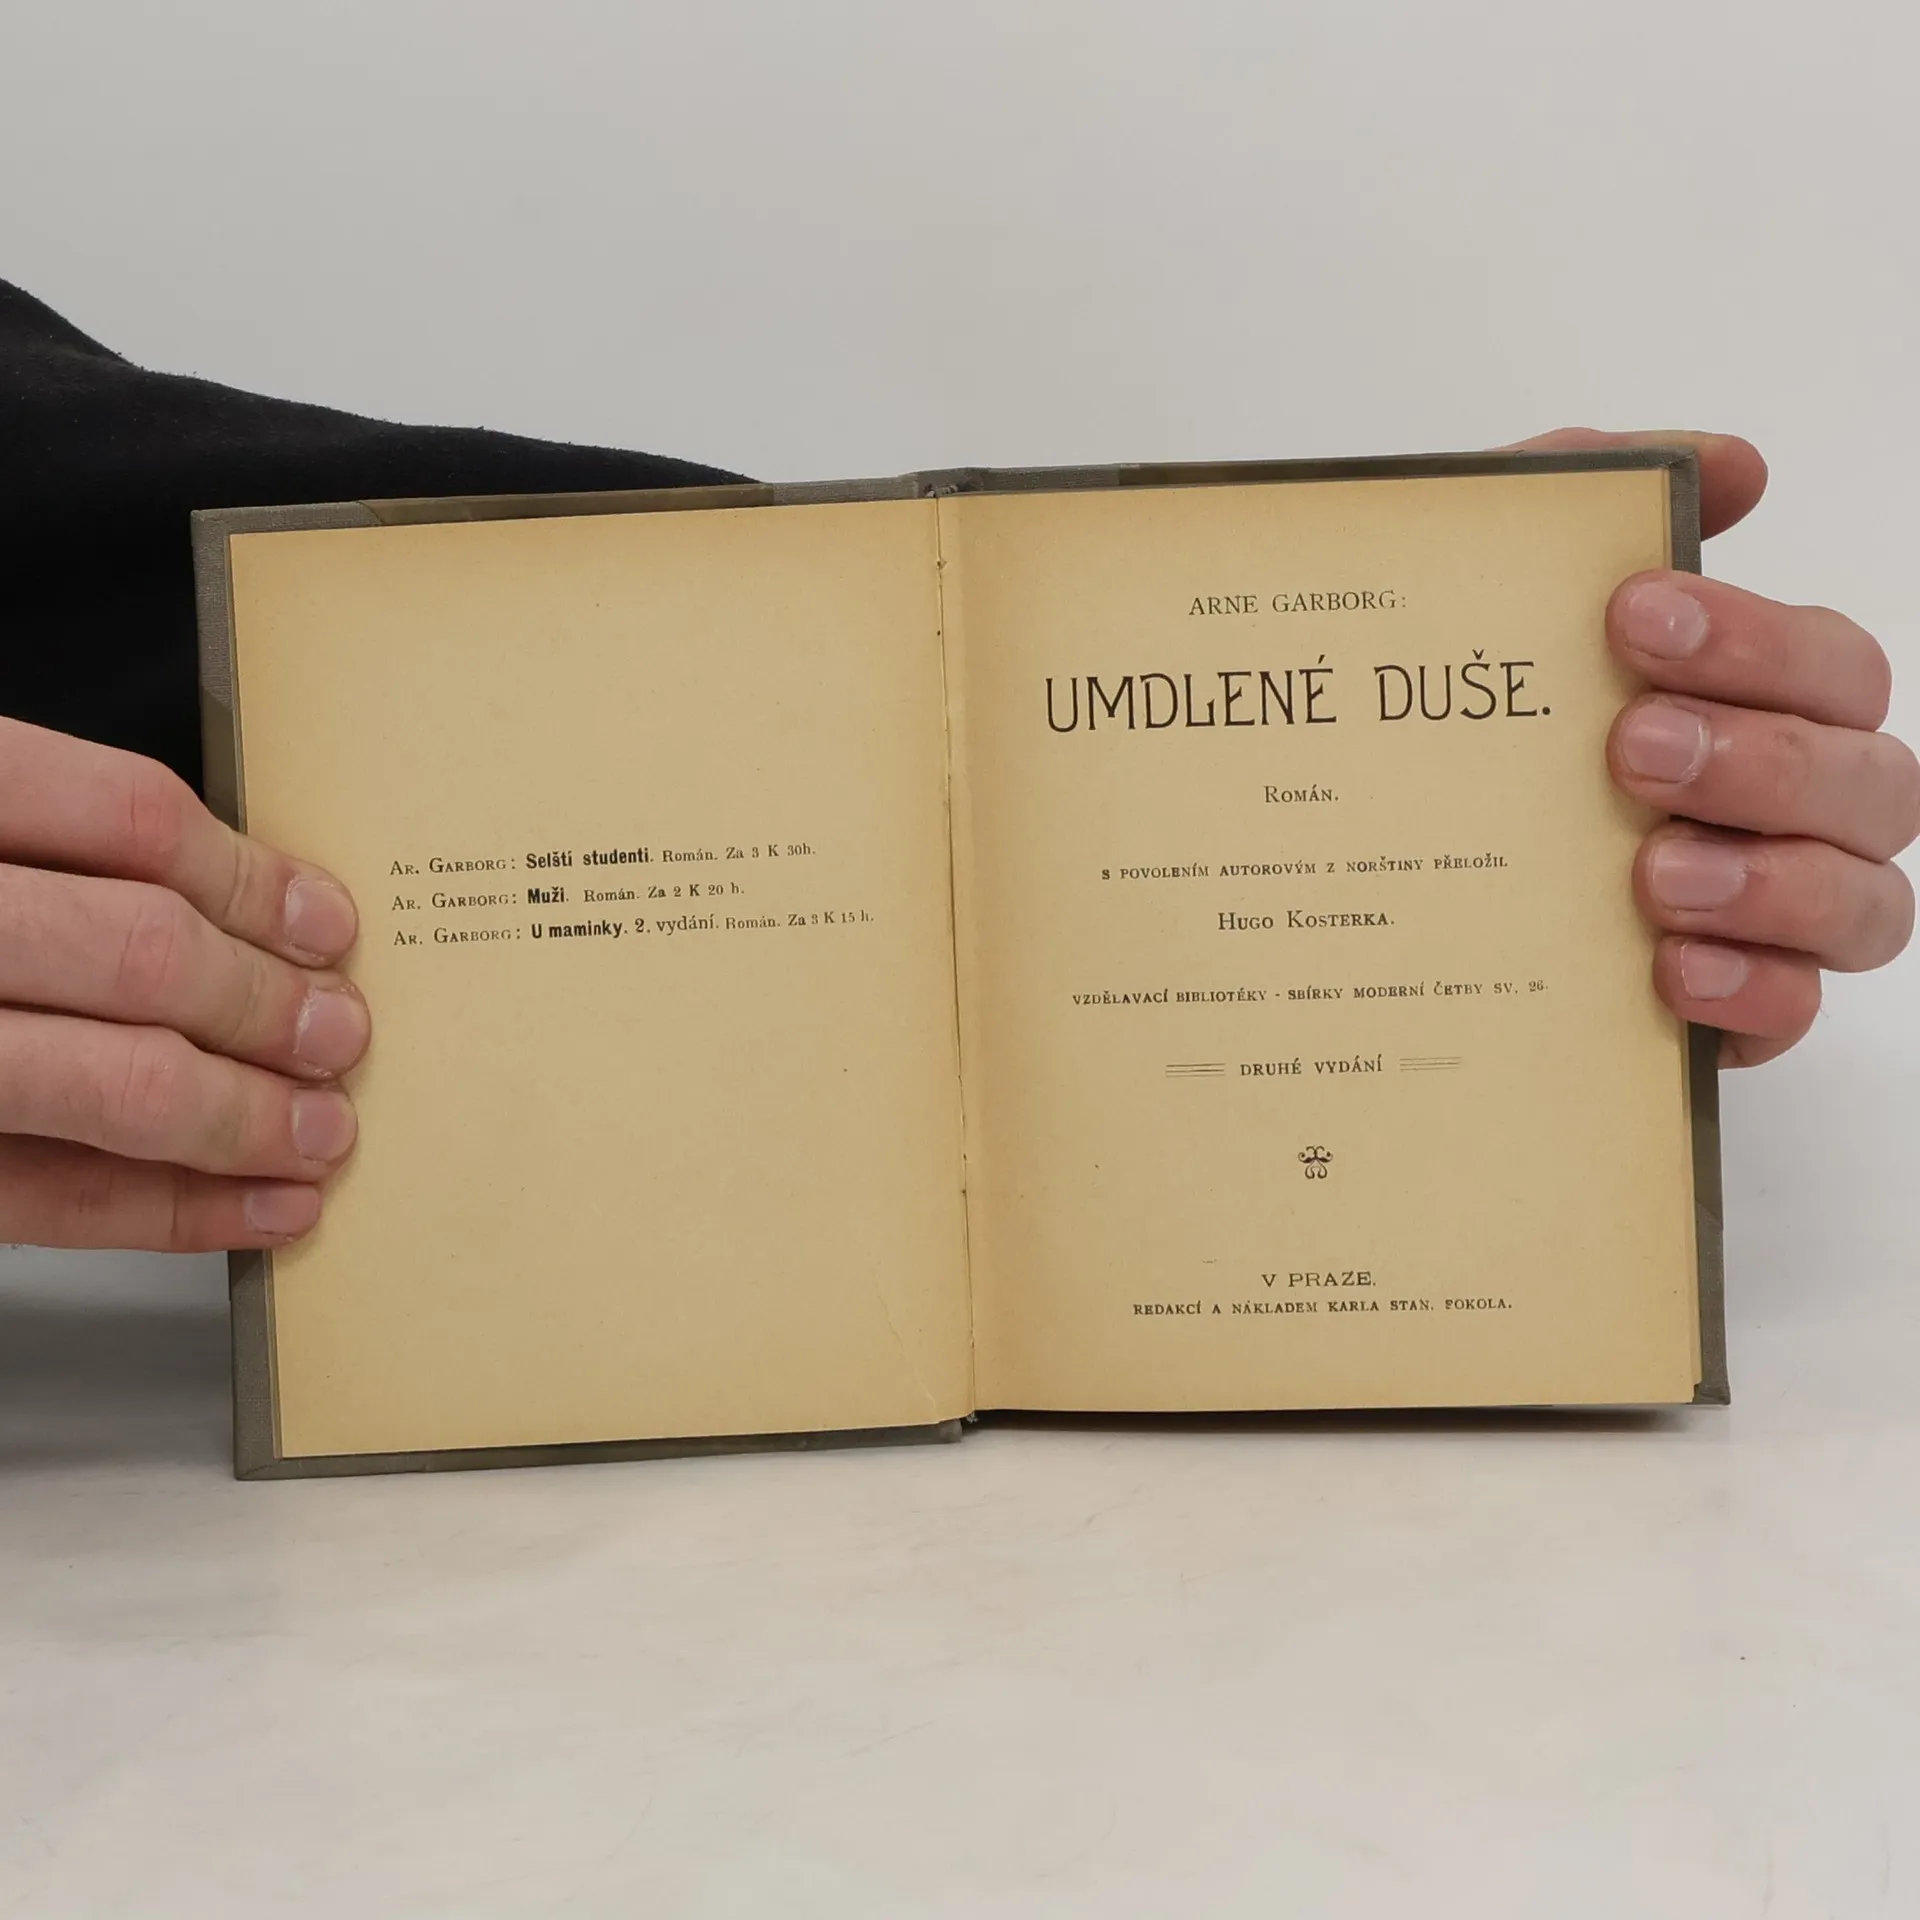 Ar. Garborg: Selští studenti. Román. Za 3 K 30h.
Ar. Garborg: Muži. Román. Za 2 K 20 h.
Ar. Garborg: U maminky. 2. vydání. Román. Za 3 K 15 h.
ARNE GARBORG:
UMDLENÉ DUŠE.
Román.
S POVOLENÍM AUTOROVÝM Z NORŠTINY PŘELOŽIL
Hugo Kosterka.
VZDĚLAVACÍ BIBLIOTÉKY - SBÍRKY MODERNÍ ČETBY SV. 26.
DRUHÉ VYDÁNÍ
V PRAZE.
REDAKCÍ A NÁKLADEM KARLA STAN. SOKOLA.